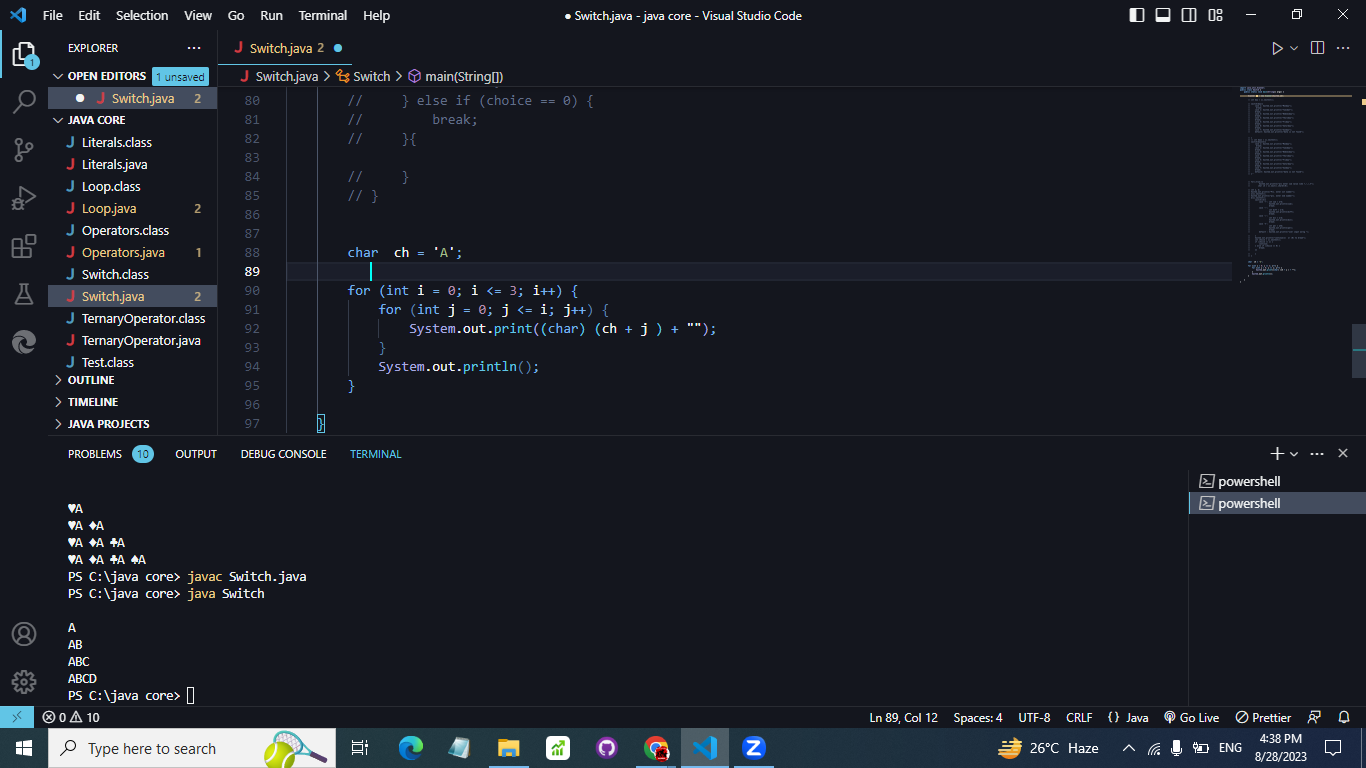 File Edit Selection View Go Run Terminal Help
● Switch.java - java core - Visual Studio Code
EXPLORER
OPEN EDITORS 1 unsaved
Switch.java 2
JAVA CORE
Literals.class
Literals.java
Loop.class
Loop.java 2
Operators.class
Operators.java 1
Switch.class
Switch.java 2
TernaryOperator.class
TernaryOperator.java
Test.class
OUTLINE
TIMELINE
JAVA PROJECTS
1
Switch.java 2
Switch.java > Switch > main(String[])
80 // } else if (choice == 0) {
81 // break;
82 // }{
83
84 // }
85 // }
86
87
88 char ch = 'A';
89
90 for (int i = 0; i <= 3; i++) {
91 for (int j = 0; j <= i; j++) {
92 System.out.print((char) (ch + j ) + "");
93 }
94 System.out.println();
95 }
96
97 }
PROBLEMS 10 OUTPUT DEBUG CONSOLE TERMINAL
♥A
♥A ♦A
♥A ♦A ♣A
♥A ♦A ♣A ♠A
PS C:\java core> javac Switch.java
PS C:\java core> java Switch
A
AB
ABC
ABCD
PS C:\java core>
powershell
powershell
0 10
Ln 89, Col 12 Spaces: 4 UTF-8 CRLF {} Java Go Live Prettier
Type here to search
26°C Haze
ENG
4:38 PM
8/28/2023